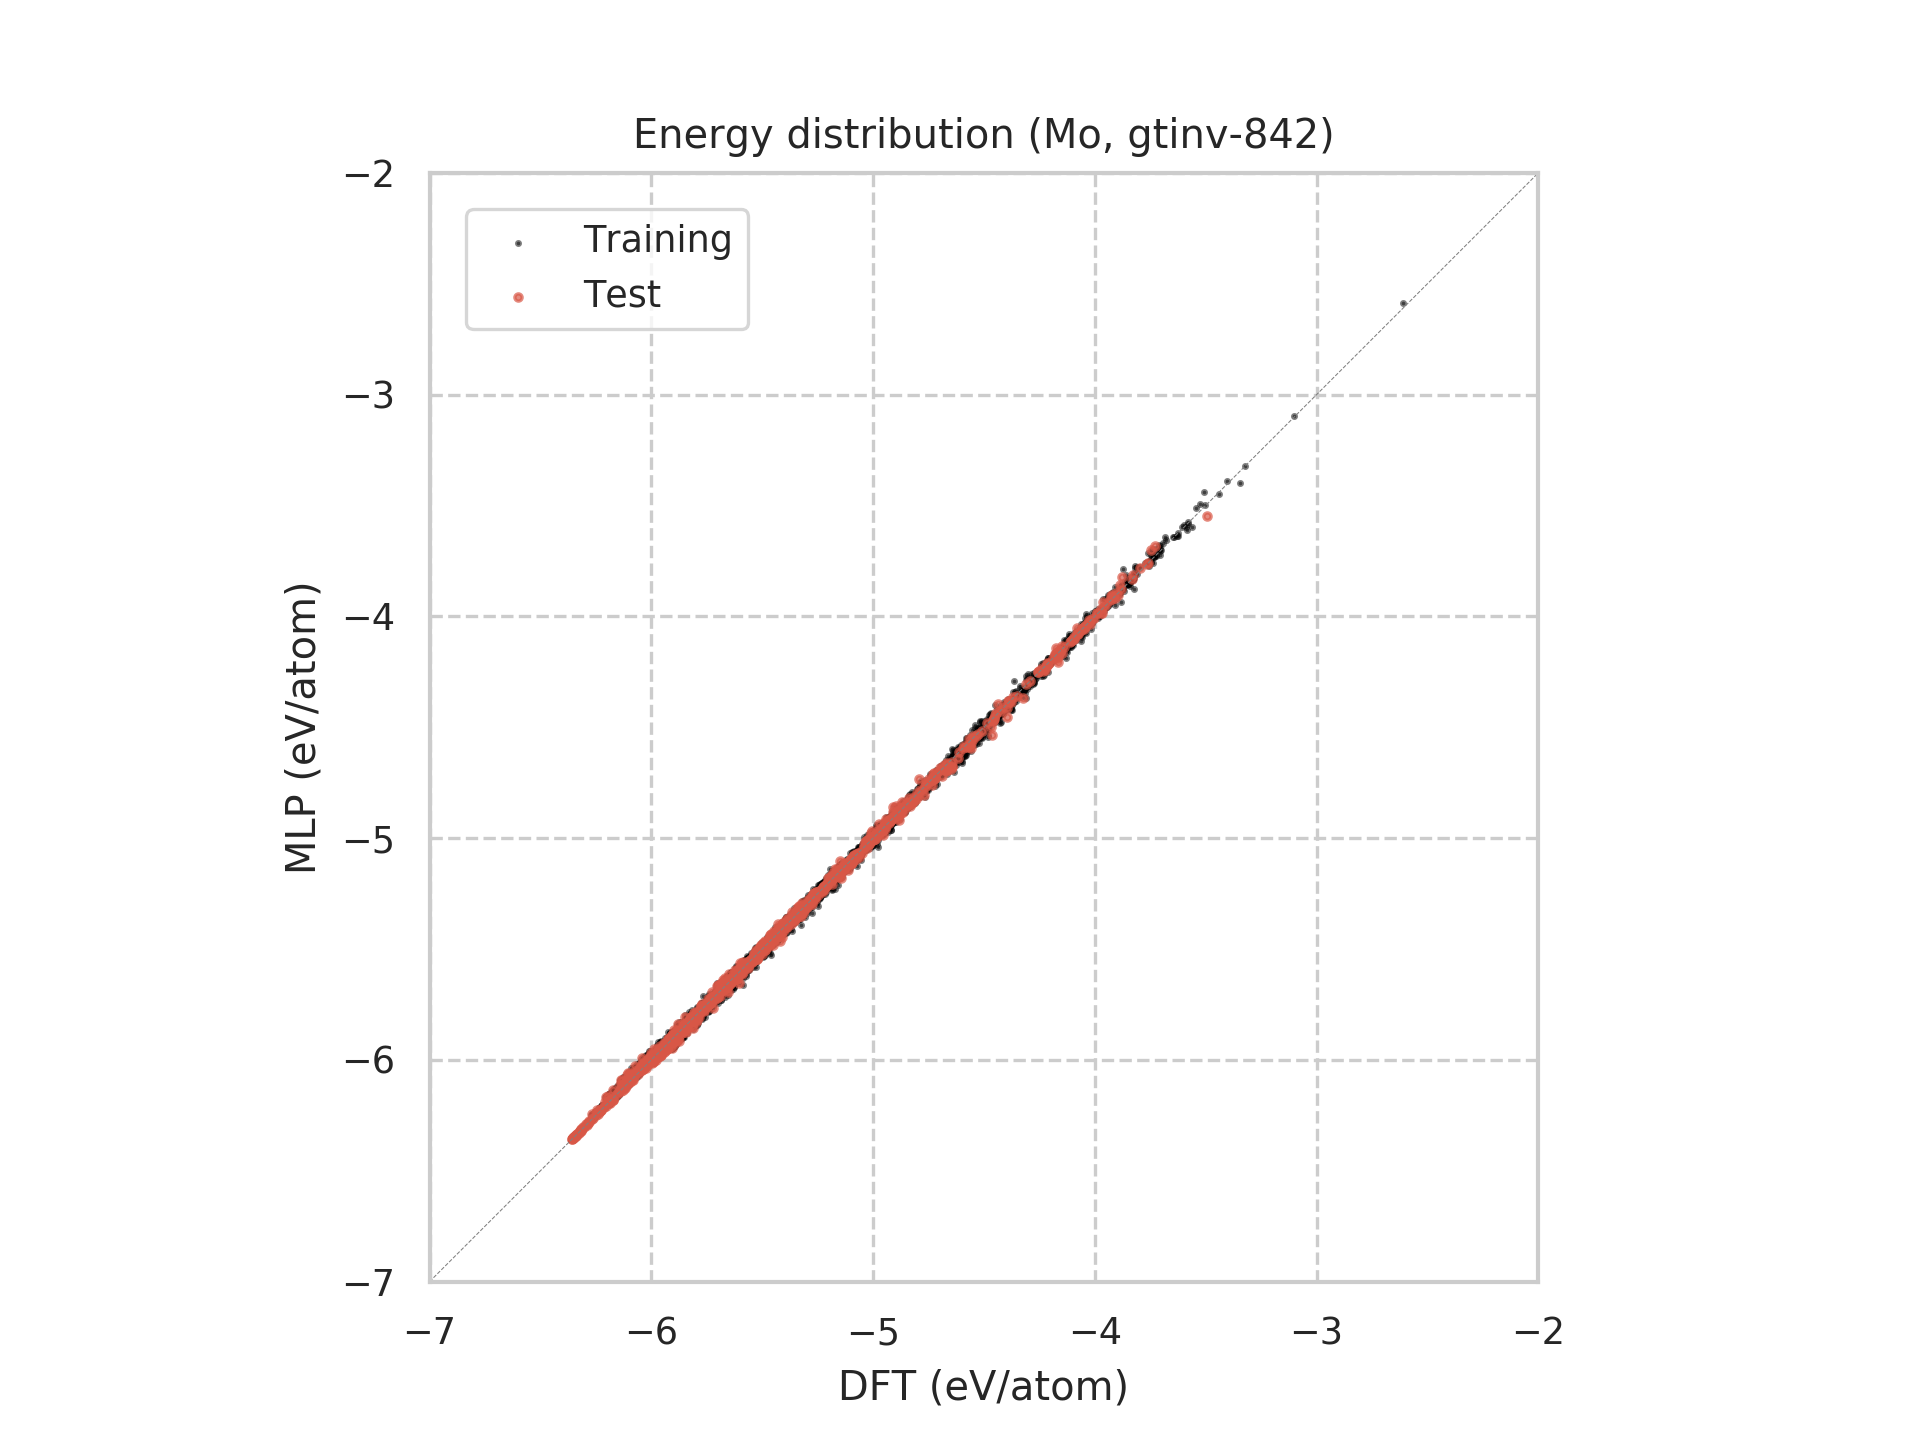 Energy distribution (Mo, gtinv-842)
−2
−3
−4
−5
−6
−7
Training
Test
MLP (eV/atom)
−7 −6 −5 −4 −3 −2
DFT (eV/atom)